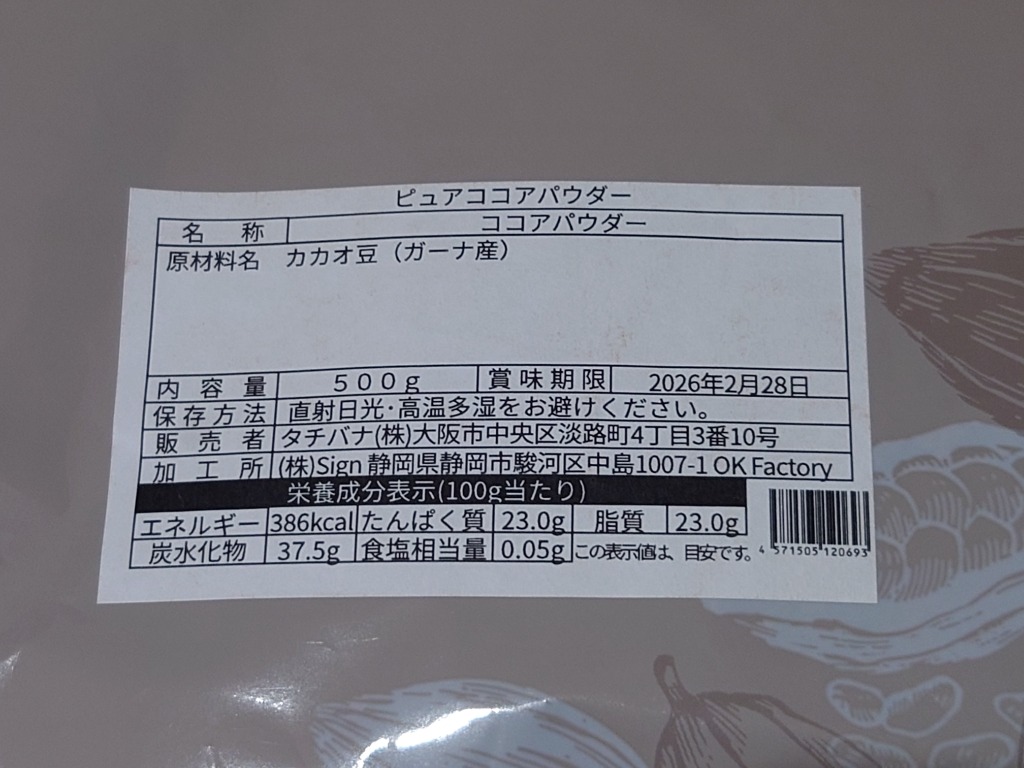 ピュアココアパウダー
名称 ココアパウダー
原材料名 カカオ豆（ガーナ産）
内容量 ５００ｇ 賞味期限 2026年2月28日
保存方法 直射日光・高温多湿をお避けください。
販売者 タチバナ(株)大阪市中央区淡路町4丁目3番10号
加工所 (株)Sign 静岡県静岡市駿河区中島1007-1 OK Factory
栄養成分表示(100g当たり)
エネルギー 386kcal たんぱく質 23.0g 脂質 23.0g
炭水化物 37.5g 食塩相当量 0.05g この表示値は、目安です。
4 571505 120693